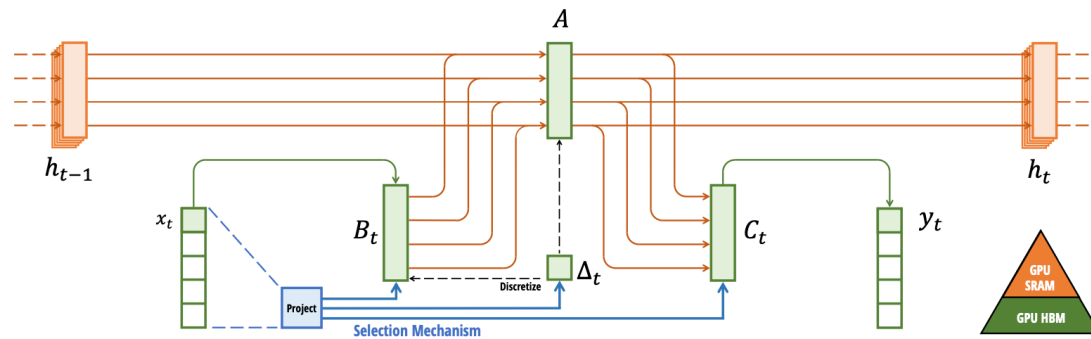 A
h_{t-1}
h_t
x_t
B_t
C_t
y_t
Δ_t
Discretize
Project
Selection Mechanism
GPU
SRAM
GPU HBM